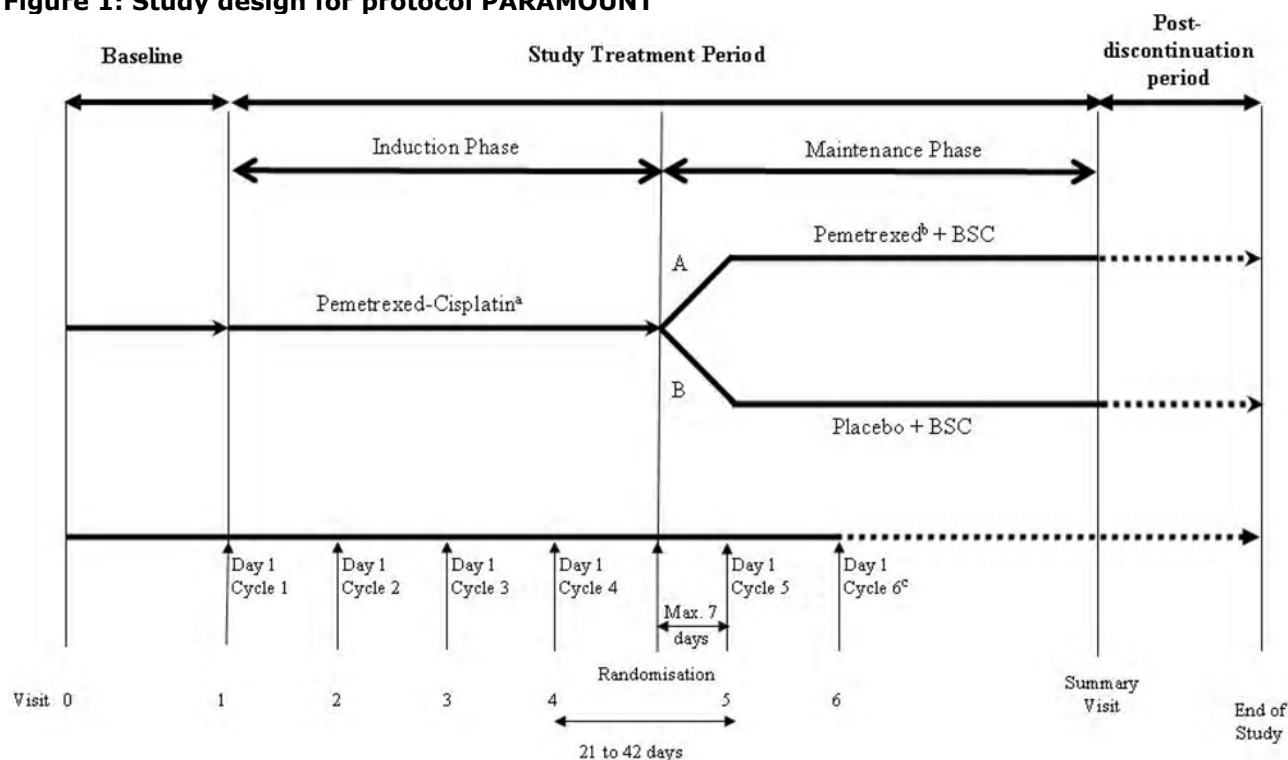 Figure 1: Study design for protocol PARAMOUNT
Post-
discontinuation
period
Baseline
Study Treatment Period
Induction Phase
Maintenance Phase
Pemetrexedᵇ + BSC
A
Pemetrexed-Cisplatinᵃ
B
Placebo + BSC
Day 1
Cycle 1
Day 1
Cycle 2
Day 1
Cycle 3
Day 1
Cycle 4
Day 1
Cycle 5
Day 1
Cycle 6ᶜ
Max. 7
days
Randomisation
Visit 0 1 2 3 4 5 6
Summary
Visit
End of
Study
21 to 42 days